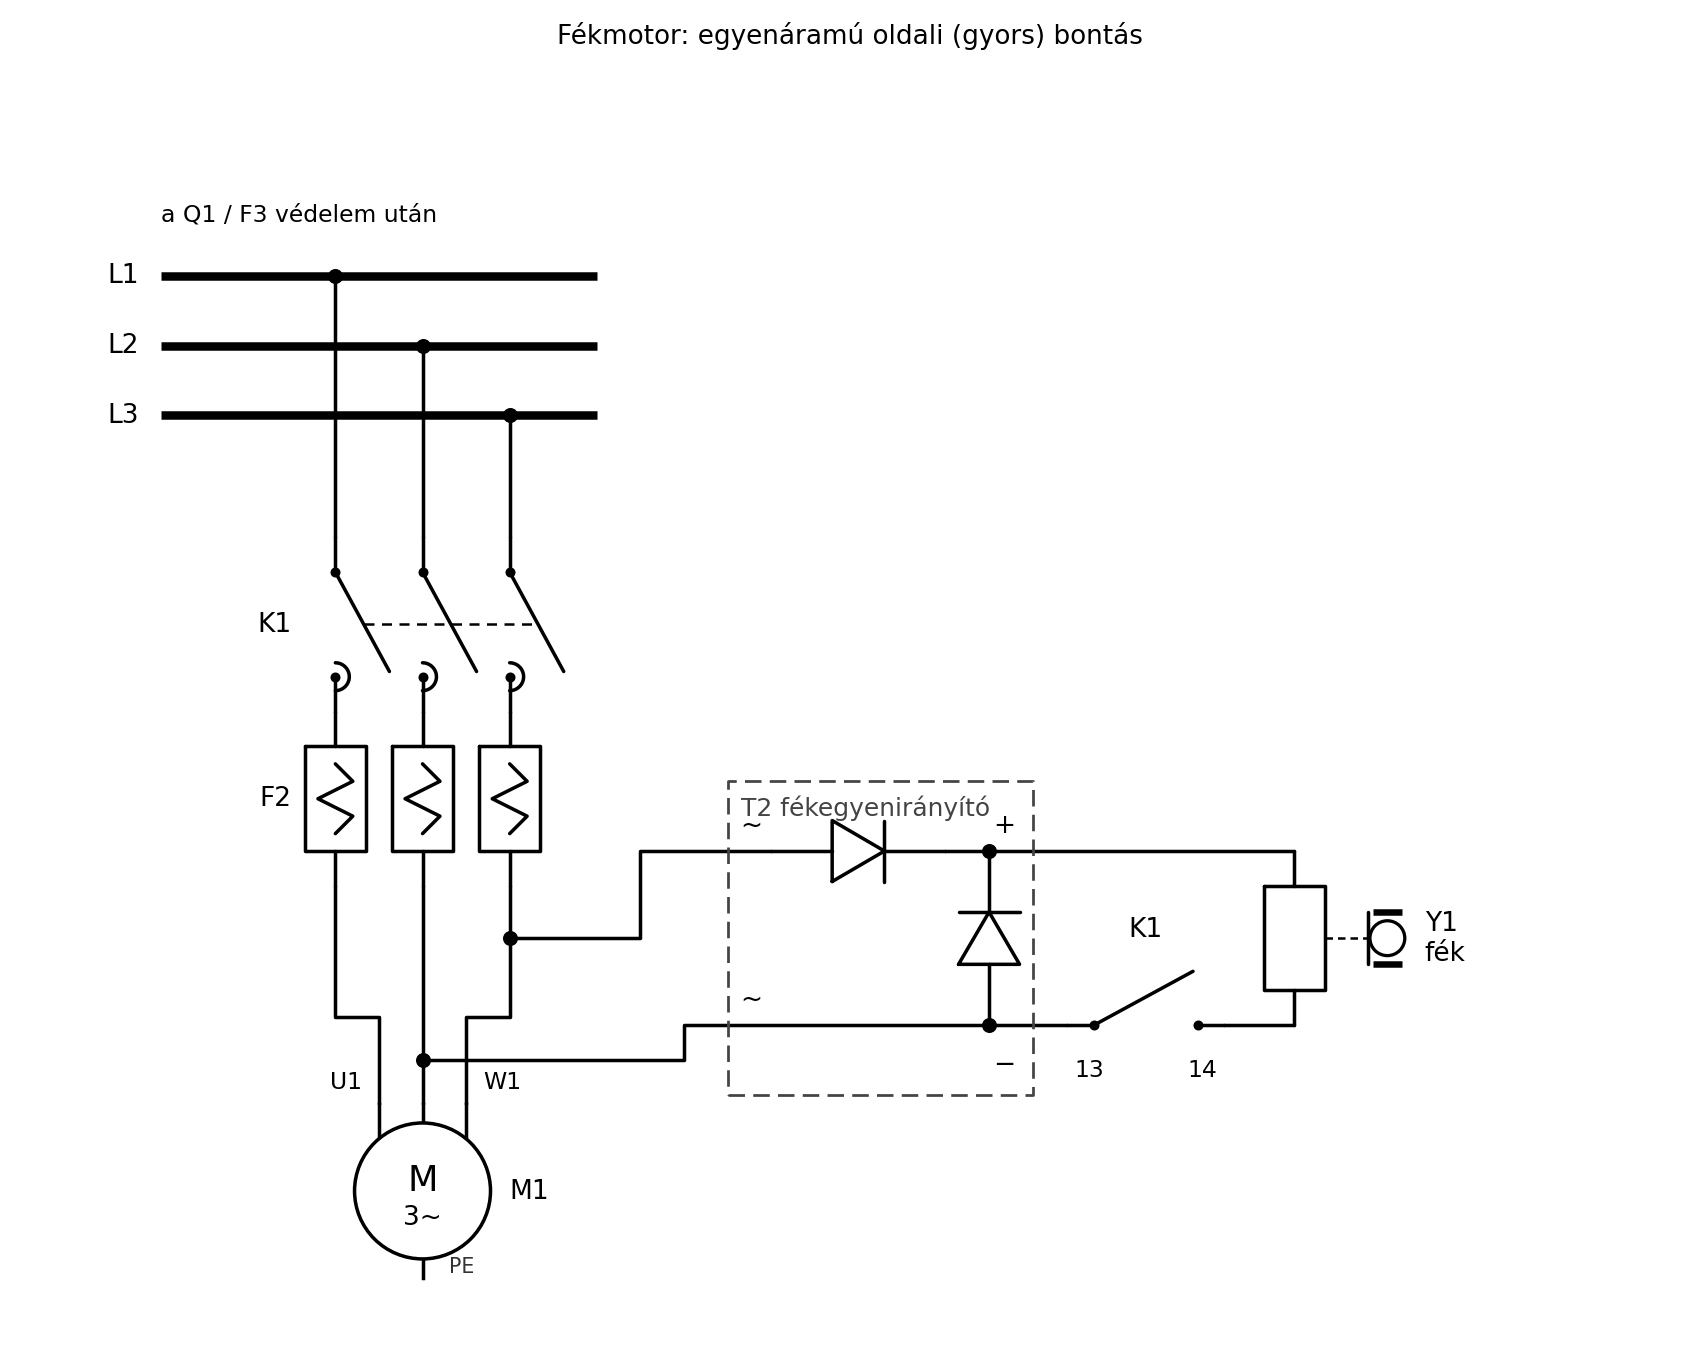 Fékmotor: egyenáramú oldali (gyors) bontás
a Q1 / F3 védelem után
L1
L2
L3
K1
F2
T2 fékegyenirányító
~
+
K1
Y1
fék
~
−
13
14
U1
W1
M
3~
M1
PE